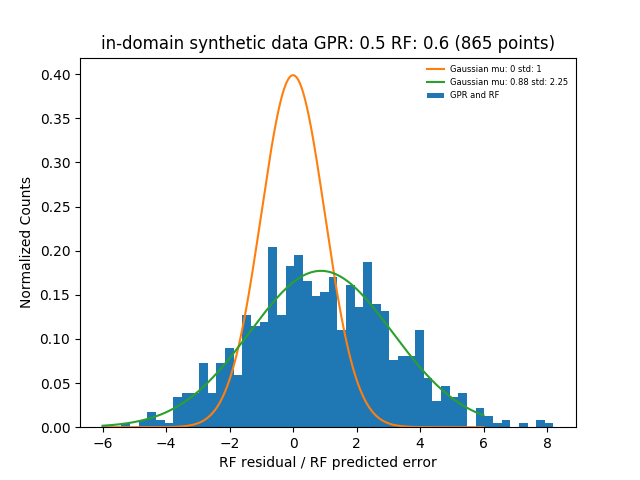 in-domain synthetic data GPR: 0.5 RF: 0.6 (865 points)
Gaussian mu: 0 std: 1
Gaussian mu: 0.88 std: 2.25
GPR and RF
0.40
0.35
0.30
0.25
0.20
0.15
0.10
0.05
0.00
Normalized Counts
−6 −4 −2 0 2 4 6 8
RF residual / RF predicted error